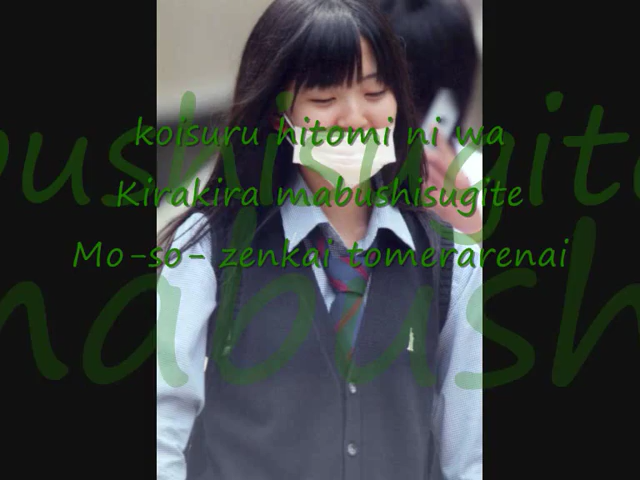 koisuru hitomi ni wa
Kirakira mabushisugite
Mo-so- zenkai tomerarenai